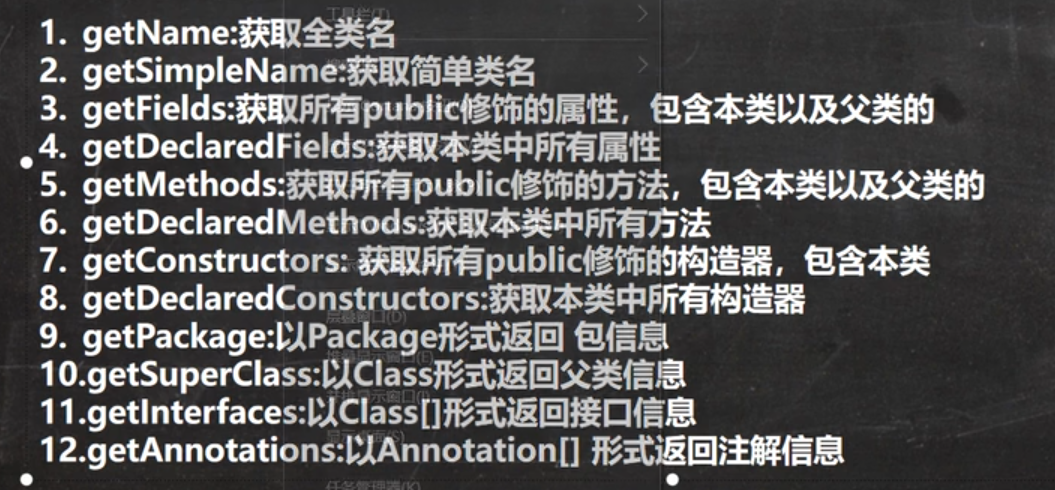 1. getName:获取全类名
2. getSimpleName:获取简单类名
3. getFields:获取所有public修饰的属性，包含本类以及父类的
4. getDeclaredFields:获取本类中所有属性
5. getMethods:获取所有public修饰的方法，包含本类以及父类的
6. getDeclaredMethods:获取本类中所有方法
7. getConstructors: 获取所有public修饰的构造器，包含本类
8. getDeclaredConstructors:获取本类中所有构造器
9. getPackage:以Package形式返回 包信息
10.getSuperClass:以Class形式返回父类信息
11.getInterfaces:以Class[]形式返回接口信息
12.getAnnotations:以Annotation[] 形式返回注解信息